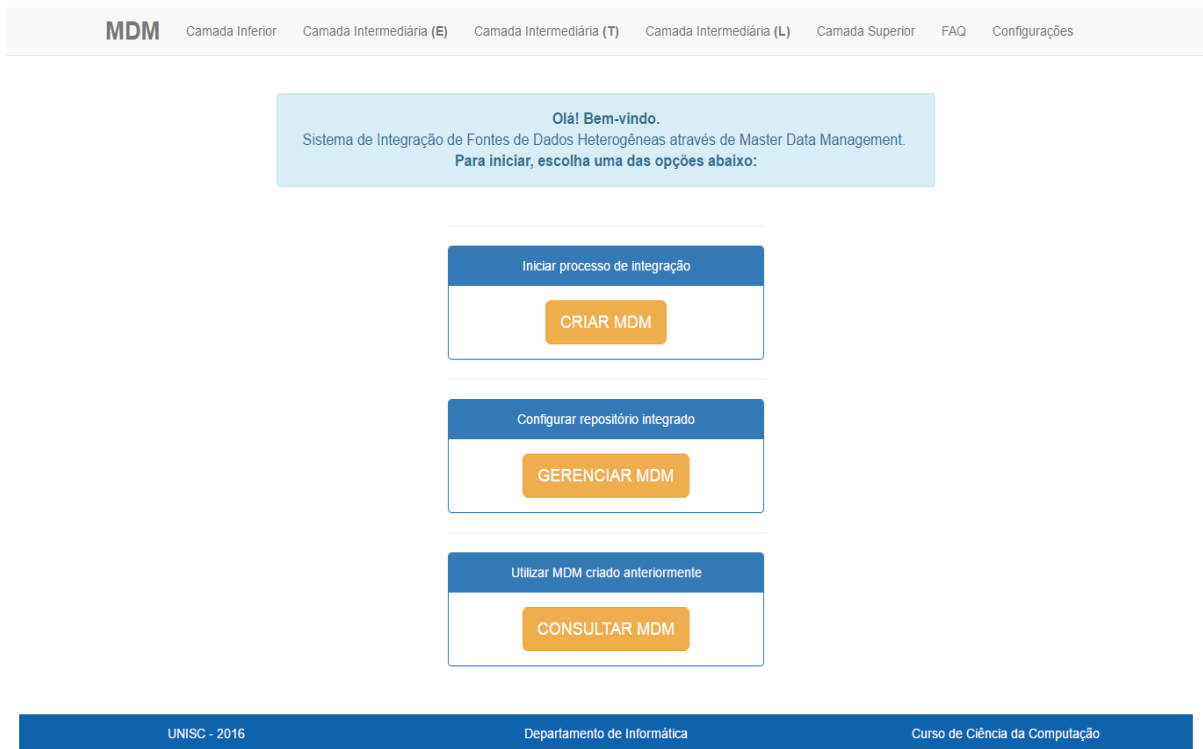 MDM Camada Inferior Camada Intermediária (E) Camada Intermediária (T) Camada Intermediária (L) Camada Superior FAQ Configurações
Olá! Bem-vindo.
Sistema de Integração de Fontes de Dados Heterogêneas através de Master Data Management.
Para iniciar, escolha uma das opções abaixo:
Iniciar processo de integração
CRIAR MDM
Configurar repositório integrado
GERENCIAR MDM
Utilizar MDM criado anteriormente
CONSULTAR MDM
UNISC - 2016 Departamento de Informática Curso de Ciência da Computação